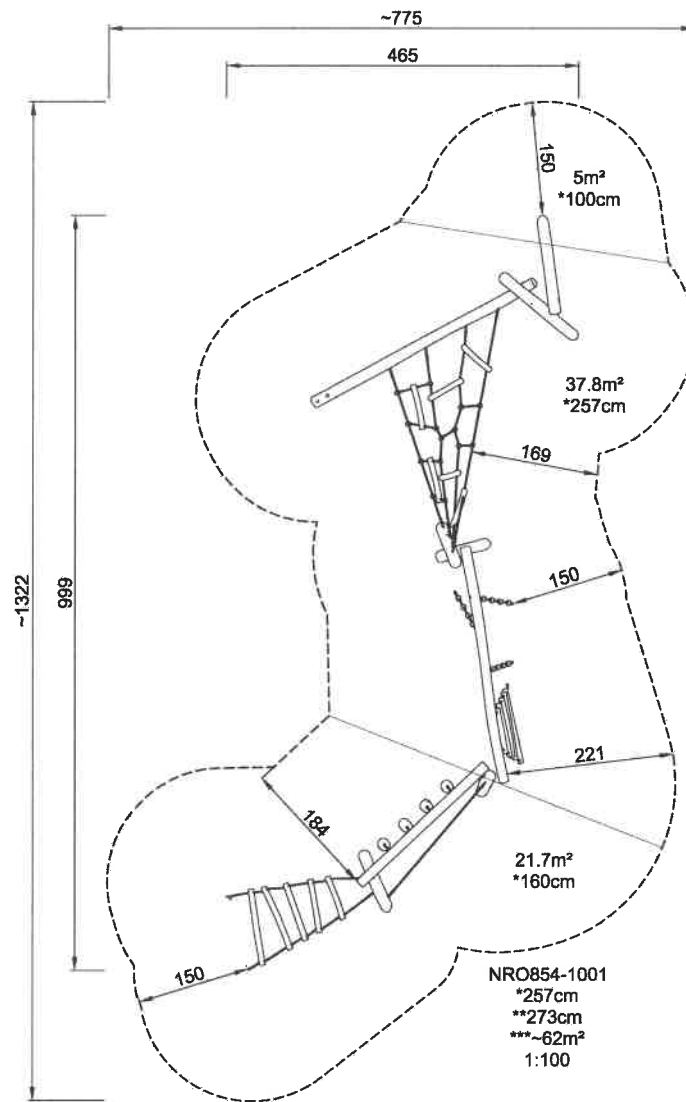 ~775
465
150
5m²
*100cm
37.8m²
*257cm
169
150
~1322
999
221
184
21.7m²
*160cm
150
NRO854-1001
*257cm
**273cm
***~62m²
1:100